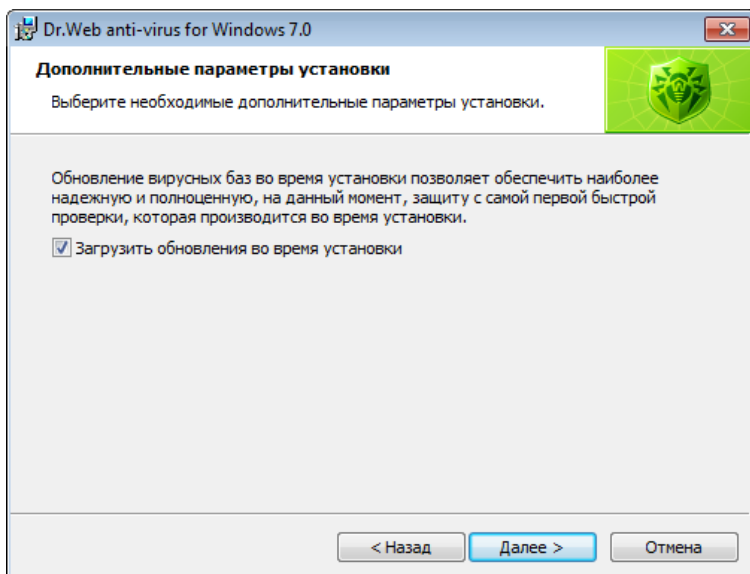 Dr.Web anti-virus for Windows 7.0
Дополнительные параметры установки
Выберите необходимые дополнительные параметры установки.
Обновление вирусных баз во время установки позволяет обеспечить наиболее
надежную и полноценную, на данный момент, защиту с самой первой быстрой
проверки, которая производится во время установки.
Загрузить обновления во время установки
< Назад
Далее >
Отмена